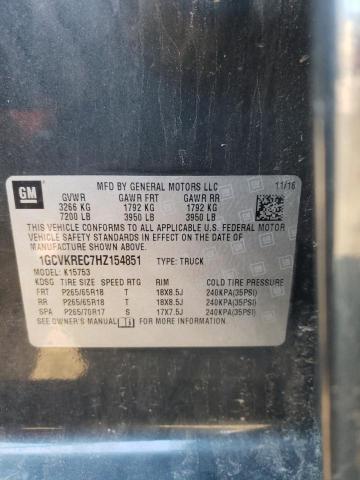 GM
MFD BY GENERAL MOTORS LLC 11/16
GVWR GAWR FRT GAWR RR
3266 KG 1792 KG 1792 KG
7200 LB 3950 LB 3950 LB
THIS VEHICLE CONFORMS TO ALL APPLICABLE U.S. FEDERAL MOTOR
VEHICLE SAFETY STANDARDS IN EFFECT ON THE DATE
OF MANUFACTURE SHOWN ABOVE.
1GCVKREC7HZ154851 TYPE: TRUCK
MODEL: K15753
KDSG TIRE SIZE SPEED RTG RIM COLD TIRE PRESSURE
FRT P265/65R18 T 18X8.5J 240KPA(35PSI)
RR P265/65R18 T 18X8.5J 240KPA(35PSI)
SPA P265/70R17 S 17X7.5J 240KPA(35PSI)
SEE OWNER'S MANUAL FOR MORE INFORMATION.